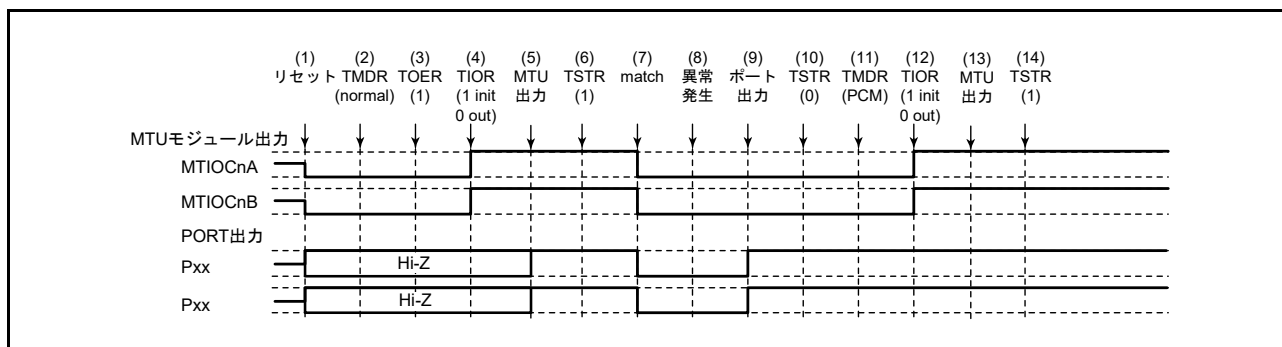 (1) (2) (3) (4) (5) (6) (7) (8) (9) (10) (11) (12) (13) (14)
リセット TMDR TOER TIOR MTU TSTR match 異常 ポート TSTR TMDR TIOR MTU TSTR
(normal) (1) (1 init 出力 (1) 発生 出力 (0) (PCM) (1 init 出力 (1)
0 out) 0 out)
MTUモジュール出力
MTIOCnA
MTIOCnB
PORT出力
Pxx Hi-Z
Pxx Hi-Z